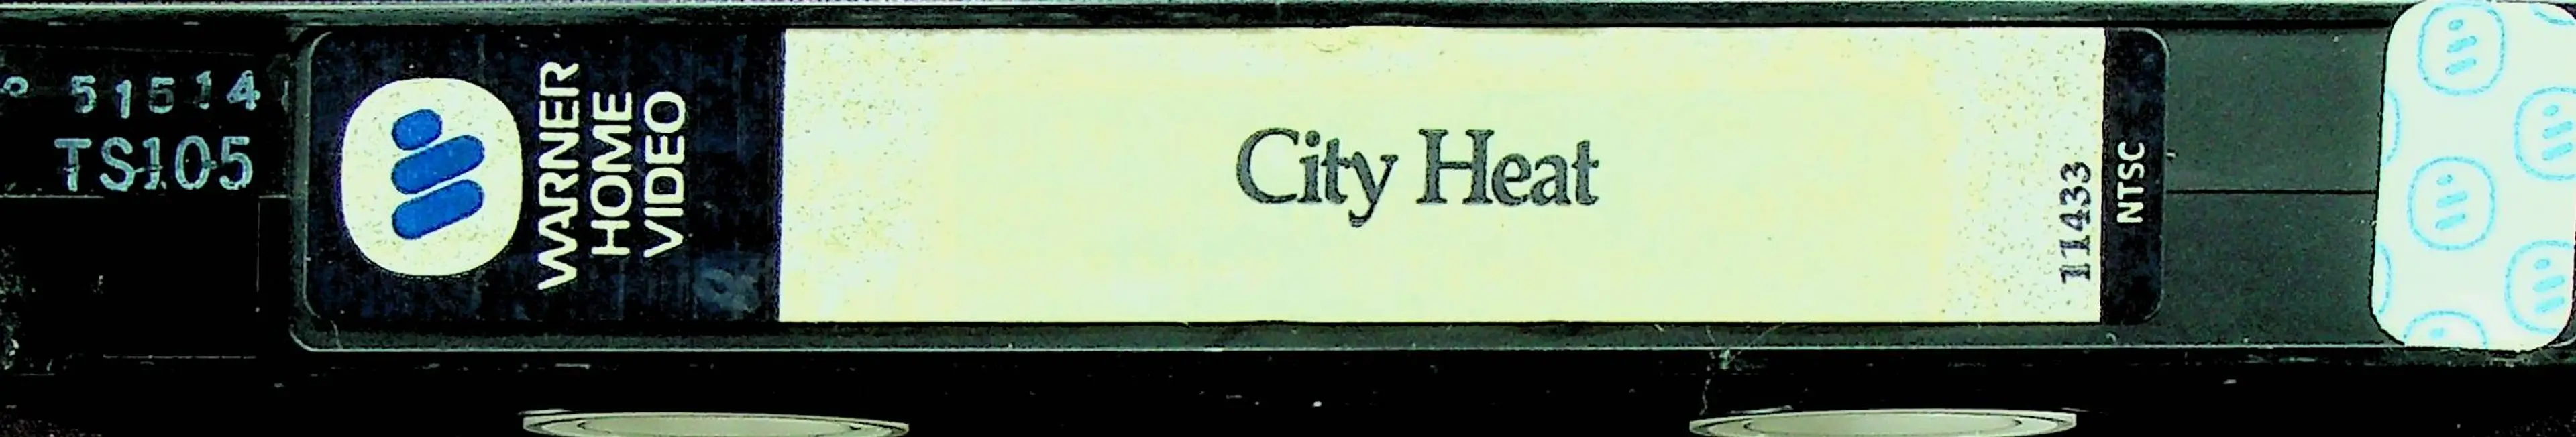 51514
TS105
WARNER
HOME
VIDEO
City Heat
11433
NTSC